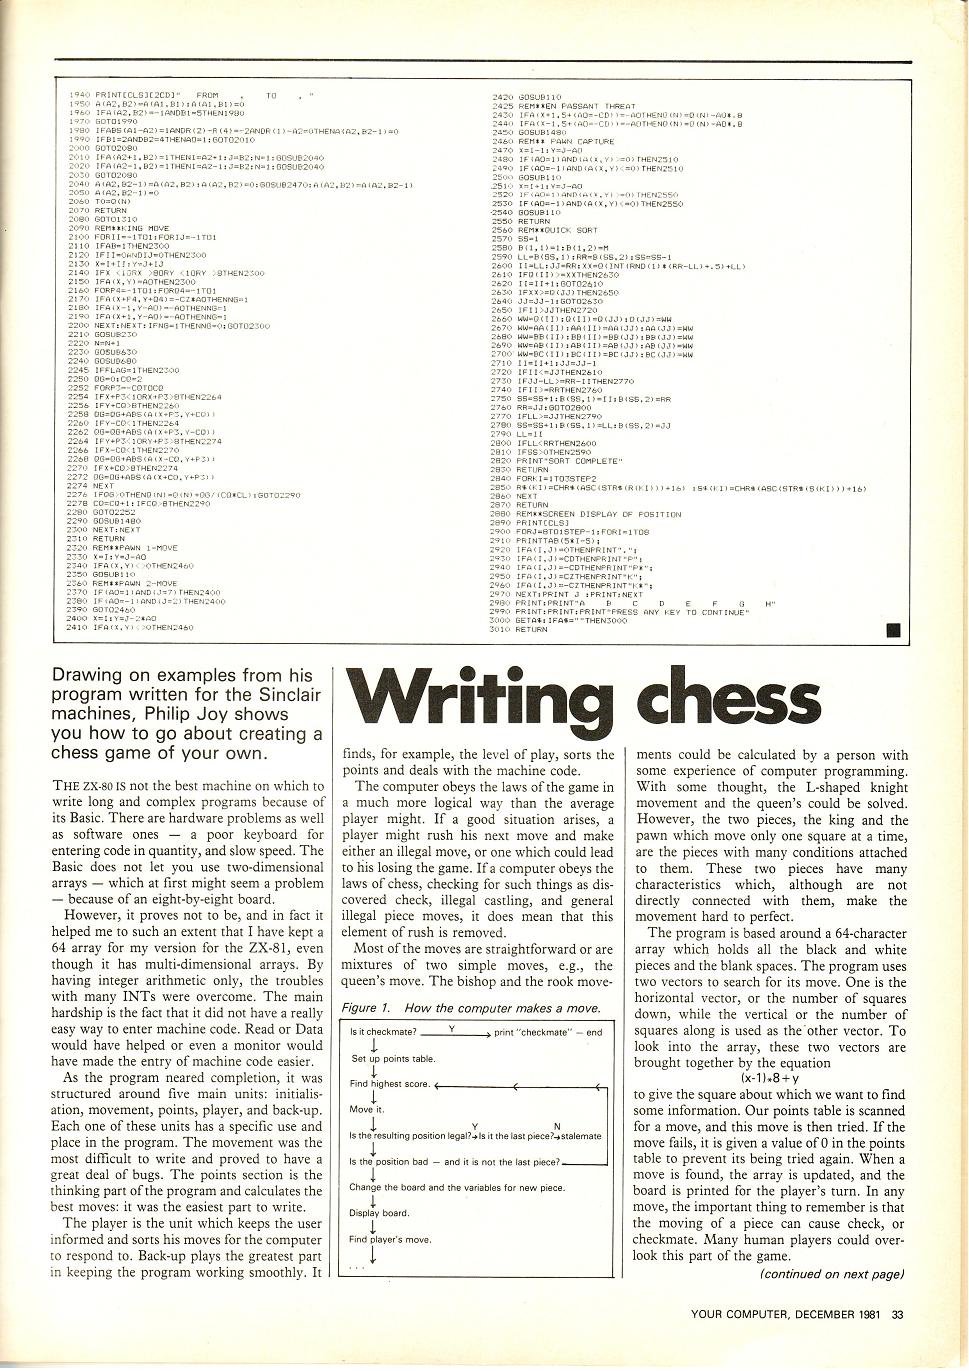 1940 PRINT[CLS][2CD]"   FROM    ,    TO    , "
1950 A(A2,B2)=A(A1,B1):A(A1,B1)=0
1960 IFA(A2,B2)=-1ANDB1=5THEN1980
1970 GOTO1990
1980 IFABS(A1-A2)=1ANDR(2)-R(4)=-2ANDR(1)-A2=0THENA(A2,B2-1)=0
1990 IFB1=2ANDB2=4THENAO=1:GOTO2010
2000 GOTO2080
2010 IFA(A2+1,B2)=1THENI=A2+1:J=B2:N=1:GOSUB2040
2020 IFA(A2-1,B2)=1THENI=A2-1:J=B2:N=1:GOSUB2040
2030 GOTO2080
2040 A(A2,B2-1)=A(A2,B2):A(A2,B2)=0:GOSUB2470:A(A2,B2)=A(A2,B2-1)
2050 A(A2,B2-1)=0
2060 TO=Q(N)
2070 RETURN
2080 GOTO1310
2090 REM**KING MOVE
2100 FORII=-1TO1:FORIJ=-1TO1
2110 IFAB=1THEN2300
2120 IFII=0ANDIJ=0THEN2300
2130 X=I+II:Y=J+IJ
2140 IFX <1ORX >8ORY <1ORY >8THEN2300
2150 IFA(X,Y)=AOTHEN2300
2160 FORP4=-1TO1:FORQ4=-1TO1
2170 IFA(X+P4,Y+Q4)=-CZ*AOTHENNG=1
2180 IFA(X-1,Y-AO)=-AOTHENNG=1
2190 IFA(X+1,Y-AO)=-AOTHENNG=1
2200 NEXT:NEXT:IFNG=1THENNG=0:GOTO2300
2210 GOSUB230
2220 N=N+1
2230 GOSUB630
2240 GOSUB680
2245 IFFLAG=1THEN2300
2250 QG=0:CQ=2
2252 FORP3=-CQTOCQ
2254 IFX+P3<1ORX+P3>8THEN2264
2256 IFY+CQ>8THEN2260
2258 QG=QG+ABS(A(X+P3,Y+CQ))
2260 IFY-CQ<1THEN2264
2262 QG=QG+ABS(A(X+P3,Y-CQ))
2264 IFY+P3<1ORY+P3>8THEN2274
2266 IFX-CQ<1THEN2270
2268 QG=QG+ABS(A(X-CQ,Y+P3))
2270 IFX+CQ>8THEN2274
2272 QG=QG+ABS(A(X+CQ,Y+P3))
2274 NEXT
2276 IFQG>0THENQ(N)=Q(N)+QG/(CQ*CL):GOTO2290
2278 CQ=CQ+1:IFCQ>8THEN2290
2280 GOTO2252
2290 GOSUB1480
2300 NEXT:NEXT
2310 RETURN
2320 REM**PAWN 1-MOVE
2330 X=I:Y=J-AO
2340 IFA(X,Y)<>0THEN2460
2350 GOSUB110
2360 REM**PAWN 2-MOVE
2370 IF(AO=1)AND(J=7)THEN2400
2380 IF(AO=-1)AND(J=2)THEN2400
2390 GOTO2460
2400 X=I:Y=J-2*AO
2410 IFA(X,Y)<>0THEN2460
2420 GOSUB110
2425 REM**EN PASSANT THREAT
2430 IFA(X+1,5+(AO=-CD))=-AOTHENQ(N)=Q(N)-AO*.8
2440 IFA(X-1,5+(AO=-CD))=-AOTHENQ(N)=Q(N)-AO*.8
2450 GOSUB1480
2460 REM** PAWN CAPTURE
2470 X=I-1:Y=J-AO
2480 IF(AO=1)AND(A(X,Y)>=0)THEN2510
2490 IF(AO=-1)AND(A(X,Y)<=0)THEN2510
2500 GOSUB110
2510 X=I+1:Y=J-AO
2520 IF(AO=1)AND(A(X,Y)>=0)THEN2550
2530 IF(AO=-1)AND(A(X,Y)<=0)THEN2550
2540 GOSUB110
2550 RETURN
2560 REM**QUICK SORT
2570 SS=1
2580 B(1,1)=1:B(1,2)=M
2590 LL=B(SS,1):RR=B(SS,2):SS=SS-1
2600 II=LL:JJ=RR:XX=Q(INT(RND(1)*(RR-LL)+.5)+LL)
2610 IFQ(II)>=XXTHEN2630
2620 II=II+1:GOTO2610
2630 IFXX>=Q(JJ)THEN2650
2640 JJ=JJ-1:GOTO2630
2650 IFII>JJTHEN2720
2660 WW=Q(II):Q(II)=Q(JJ):Q(JJ)=WW
2670 WW=AA(II):AA(II)=AA(JJ):AA(JJ)=WW
2680 WW=BB(II):BB(II)=BB(JJ):BB(JJ)=WW
2690 WW=AB(II):AB(II)=AB(JJ):AB(JJ)=WW
2700 WW=BC(II):BC(II)=BC(JJ):BC(JJ)=WW
2710 II=II+1:JJ=JJ-1
2720 IFII<=JJTHEN2610
2730 IFJJ-LL>=RR-IITHEN2770
2740 IFII>=RRTHEN2760
2750 SS=SS+1:B(SS,1)=II:B(SS,2)=RR
2760 RR=JJ:GOTO2800
2770 IFLL>=JJTHEN2790
2780 SS=SS+1:B(SS,1)=LL:B(SS,2)=JJ
2790 LL=II
2800 IFLL<RRTHEN2600
2810 IFSS>0THEN2590
2820 PRINT"SORT COMPLETE"
2830 RETURN
2840 FORKI=1TO3STEP2
2850 R$(KI)=CHR$(ASC(STR$(R(KI)))+16) :S$(KI)=CHR$(ASC(STR$(S(KI)))+16)
2860 NEXT
2870 RETURN
2880 REM**SCREEN DISPLAY OF POSITION
2890 PRINT[CLS]
2900 FORJ=8TO1STEP-1:FORI=1TO8
2910 PRINTTAB(5*I-5);
2920 IFA(I,J)=0THENPRINT".";
2930 IFA(I,J)=CDTHENPRINT"P";
2940 IFA(I,J)=-CDTHENPRINT"P*";
2950 IFA(I,J)=CZTHENPRINT"K";
2960 IFA(I,J)=-CZTHENPRINT"K*";
2970 NEXT:PRINT J :PRINT:NEXT
2980 PRINT:PRINT"A    B    C    D    E    F    G    H"
2990 PRINT:PRINT:PRINT"PRESS ANY KEY TO CONTINUE"
3000 GETA$:IFA$=""THEN3000
3010 RETURN
Writing chess
Drawing on examples from his
program written for the Sinclair
machines, Philip Joy shows
you how to go about creating a
chess game of your own.
THE ZX-80 IS not the best machine on which to
write long and complex programs because of
its Basic. There are hardware problems as well
as software ones — a poor keyboard for
entering code in quantity, and slow speed. The
Basic does not let you use two-dimensional
arrays — which at first might seem a problem
— because of an eight-by-eight board.
However, it proves not to be, and in fact it
helped me to such an extent that I have kept a
64 array for my version for the ZX-81, even
though it has multi-dimensional arrays. By
having integer arithmetic only, the troubles
with many INTs were overcome. The main
hardship is the fact that it did not have a really
easy way to enter machine code. Read or Data
would have helped or even a monitor would
have made the entry of machine code easier.
As the program neared completion, it was
structured around five main units: initialis-
ation, movement, points, player, and back-up.
Each one of these units has a specific use and
place in the program. The movement was the
most difficult to write and proved to have a
great deal of bugs. The points section is the
thinking part of the program and calculates the
best moves: it was the easiest part to write.
The player is the unit which keeps the user
informed and sorts his moves for the computer
to respond to. Back-up plays the greatest part
in keeping the program working smoothly. It
finds, for example, the level of play, sorts the
points and deals with the machine code.
The computer obeys the laws of the game in
a much more logical way than the average
player might. If a good situation arises, a
player might rush his next move and make
either an illegal move, or one which could lead
to his losing the game. If a computer obeys the
laws of chess, checking for such things as dis-
covered check, illegal castling, and general
illegal piece moves, it does mean that this
element of rush is removed.
Most of the moves are straightforward or are
mixtures of two simple moves, e.g., the
queen's move. The bishop and the rook move-
Figure 1. How the computer makes a move.
Is it checkmate? Y print "checkmate" – end
Set up points table.
Find highest score.
Move it.
Y N
Is the resulting position legal? Is it the last piece? stalemate
Is the position bad – and it is not the last piece?
Change the board and the variables for new piece.
Display board.
Find player's move.
. . .
ments could be calculated by a person with
some experience of computer programming.
With some thought, the L-shaped knight
movement and the queen's could be solved.
However, the two pieces, the king and the
pawn which move only one square at a time,
are the pieces with many conditions attached
to them. These two pieces have many
characteristics which, although are not
directly connected with them, make the
movement hard to perfect.
The program is based around a 64-character
array which holds all the black and white
pieces and the blank spaces. The program uses
two vectors to search for its move. One is the
horizontal vector, or the number of squares
down, while the vertical or the number of
squares along is used as the other vector. To
look into the array, these two vectors are
brought together by the equation
(x-1)*8+y
to give the square about which we want to find
some information. Our points table is scanned
for a move, and this move is then tried. If the
move fails, it is given a value of 0 in the points
table to prevent its being tried again. When a
move is found, the array is updated, and the
board is printed for the player's turn. In any
move, the important thing to remember is that
the moving of a piece can cause check, or
checkmate. Many human players could over-
look this part of the game.
(continued on next page)
YOUR COMPUTER, DECEMBER 1981 33